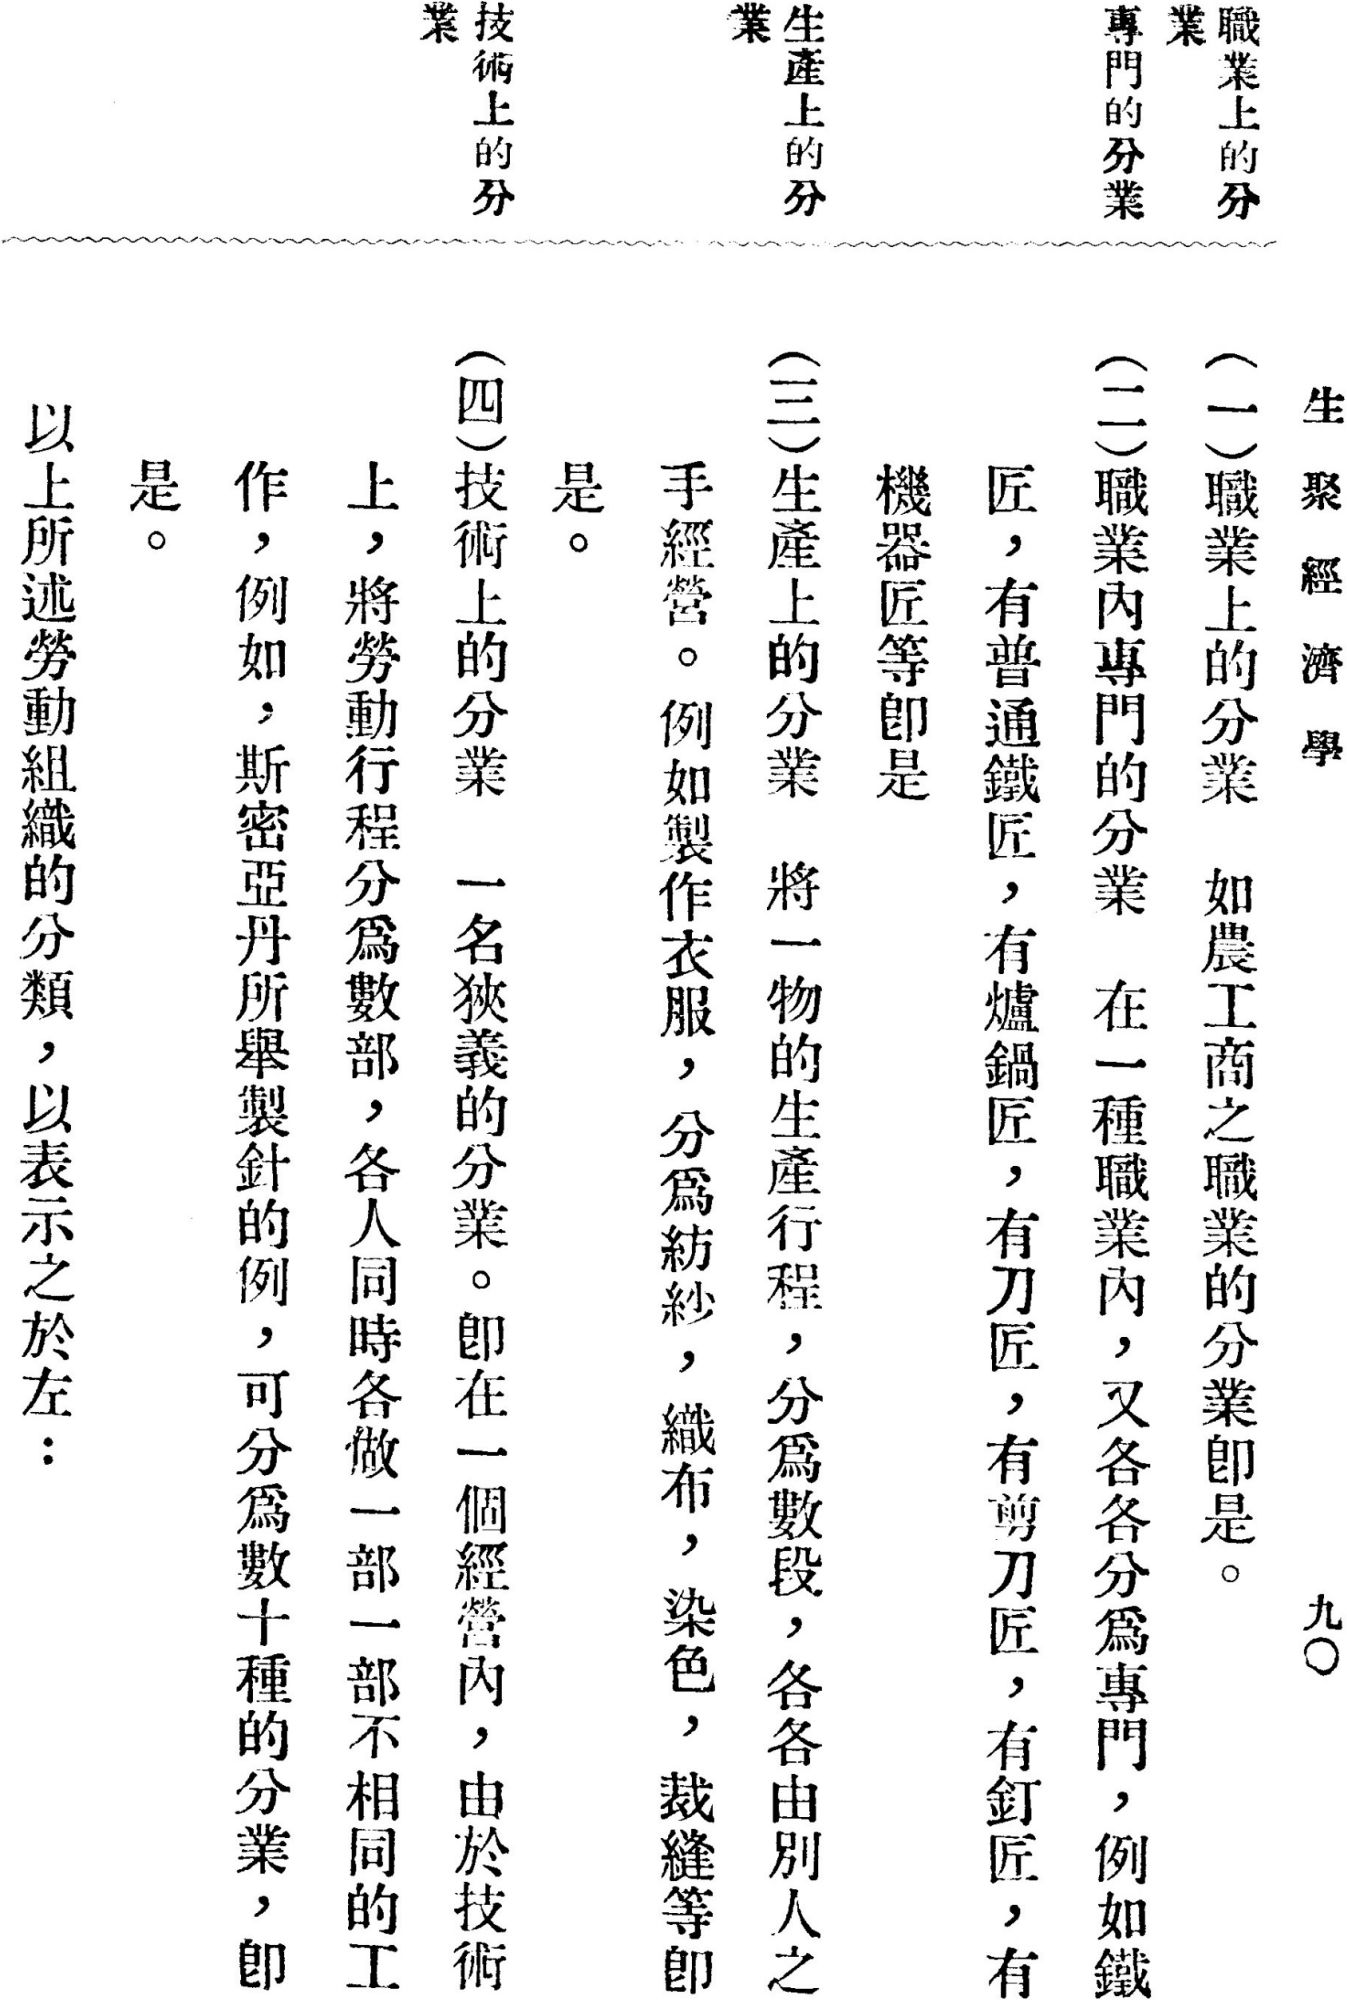 生聚經濟學
九〇
職業上的分
業
專門的分業
生產上的分
業
技術上的分
業
（一）職業上的分業　如農工商之職業的分業卽是。
（二）職業內專門的分業　在一種職業內，又各各分爲專門，例如鐵
匠，有普通鐵匠，有爐鍋匠，有刀匠，有剪刀匠，有釘匠，有
機器匠等卽是
（三）生產上的分業　將一物的生產行程，分爲數段，各各由別人之
手經營。例如製作衣服，分爲紡紗，織布，染色，裁縫等卽
是。
（四）技術上的分業　一名狹義的分業。卽在一個經營內，由於技術
上，將勞動行程分爲數部，各人同時各做一部一部不相同的工
作，例如，斯密亞丹所舉製針的例，可分爲數十種的分業，卽
是。
以上所述勞動組織的分類，以表示之於左：